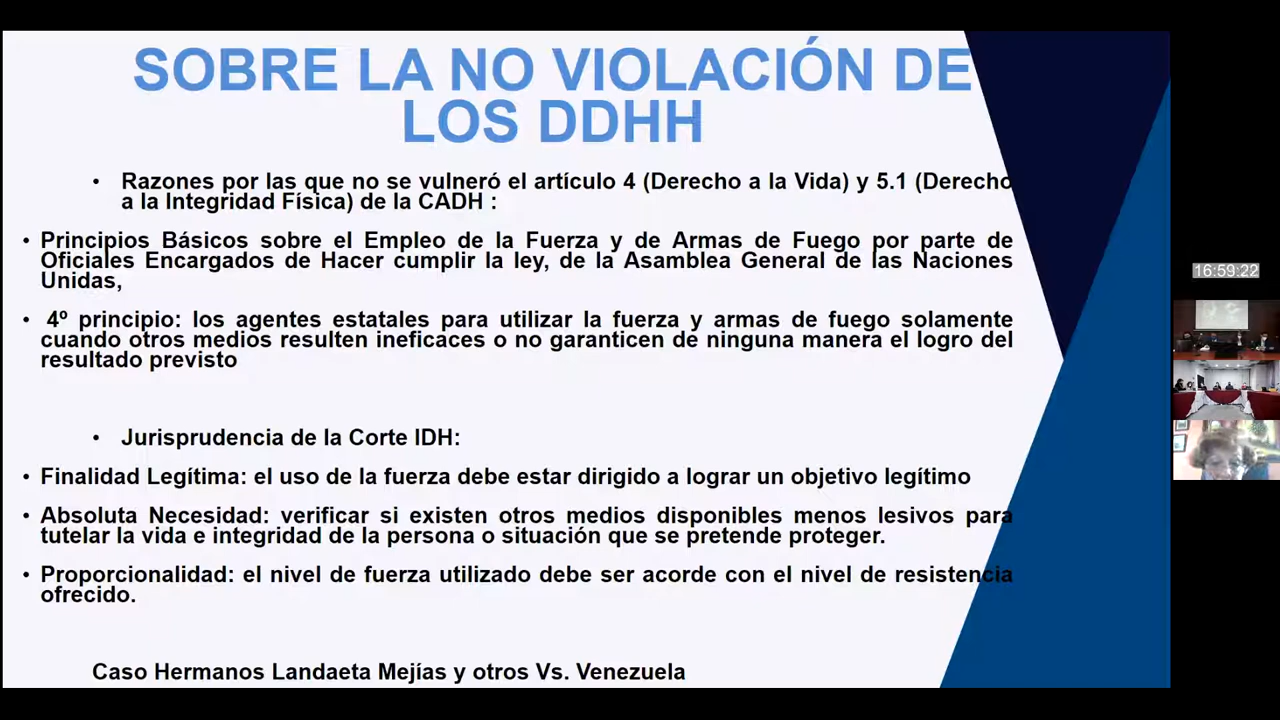 SOBRE LA NO VIOLACIÓN DE
LOS DDHH
• Razones por las que no se vulneró el artículo 4 (Derecho a la Vida) y 5.1 (Derecho
a la Integridad Física) de la CADH :
• Principios Básicos sobre el Empleo de la Fuerza y de Armas de Fuego por parte de
Oficiales Encargados de Hacer cumplir la ley, de la Asamblea General de las Naciones
Unidas,
• 4º principio: los agentes estatales para utilizar la fuerza y armas de fuego solamente
cuando otros medios resulten ineficaces o no garanticen de ninguna manera el logro del
resultado previsto
• Jurisprudencia de la Corte IDH:
• Finalidad Legítima: el uso de la fuerza debe estar dirigido a lograr un objetivo legítimo
• Absoluta Necesidad: verificar si existen otros medios disponibles menos lesivos para
tutelar la vida e integridad de la persona o situación que se pretende proteger.
• Proporcionalidad: el nivel de fuerza utilizado debe ser acorde con el nivel de resistencia
ofrecido.
Caso Hermanos Landaeta Mejías y otros Vs. Venezuela
16:59:22